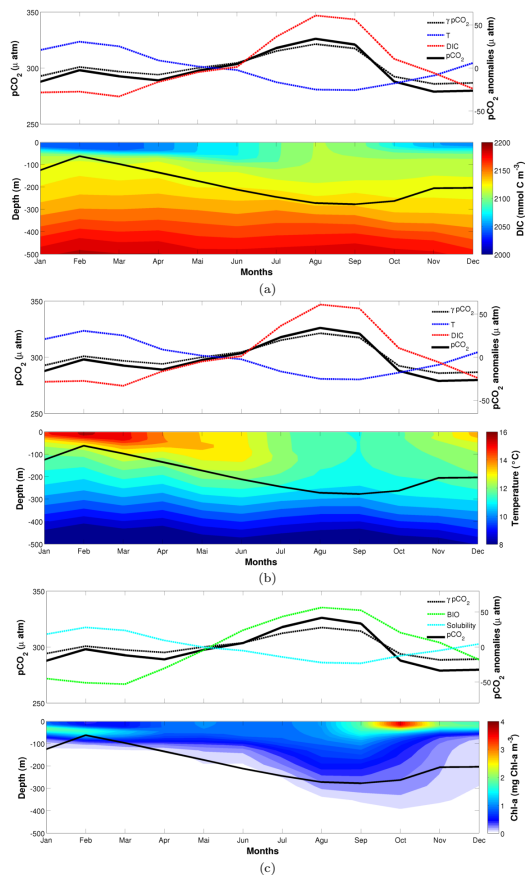 350
300
250
pCO2 (μ atm)
50
0
-50
pCO2 anomalies (μ atm)
γ pCO2
T
DIC
pCO2
0
-100
-200
-300
-400
-500
Depth (m)
Jan Feb Mar Apr Mai Jun Jul Agu Sep Oct Nov Dec
Months
2200
2150
2100
2050
2000
DIC (mmol C m-3)
(a)
350
300
250
pCO2 (μ atm)
50
0
-50
pCO2 anomalies (μ atm)
γ pCO2
T
DIC
pCO2
0
-100
-200
-300
-400
-500
Depth (m)
Jan Feb Mar Apr Mai Jun Jul Agu Sep Oct Nov Dec
Months
16
14
12
10
8
Temperature (°C)
(b)
350
300
250
pCO2 (μ atm)
50
0
-50
pCO2 anomalies (μ atm)
γ pCO2
BIO
Solubility
pCO2
0
-100
-200
-300
-400
-500
Depth (m)
Jan Feb Mar Apr Mai Jun Jul Agu Sep Oct Nov Dec
Months
4
3
2
1
0
Chl-a (mg Chl-a m-3)
(c)